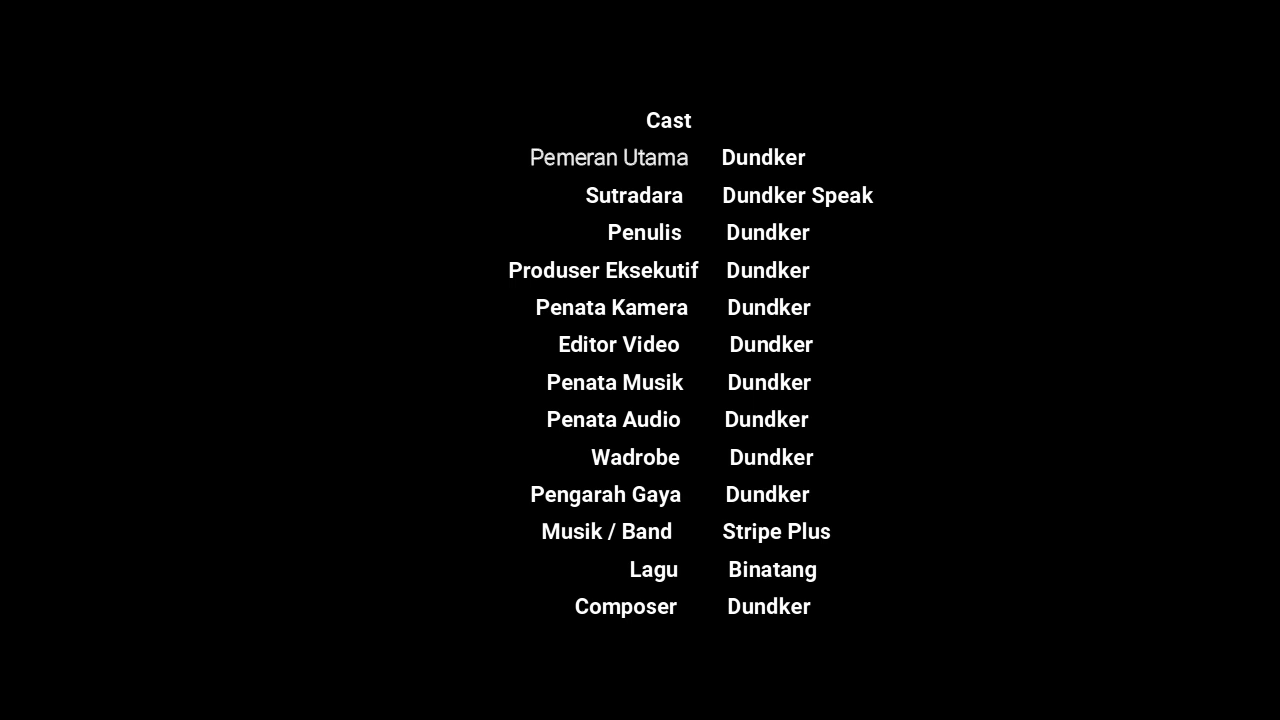 Cast
Pemeran Utama Dundker
Sutradara Dundker Speak
Penulis Dundker
Produser Eksekutif Dundker
Penata Kamera Dundker
Editor Video Dundker
Penata Musik Dundker
Penata Audio Dundker
Wadrobe Dundker
Pengarah Gaya Dundker
Musik / Band Stripe Plus
Lagu Binatang
Composer Dundker